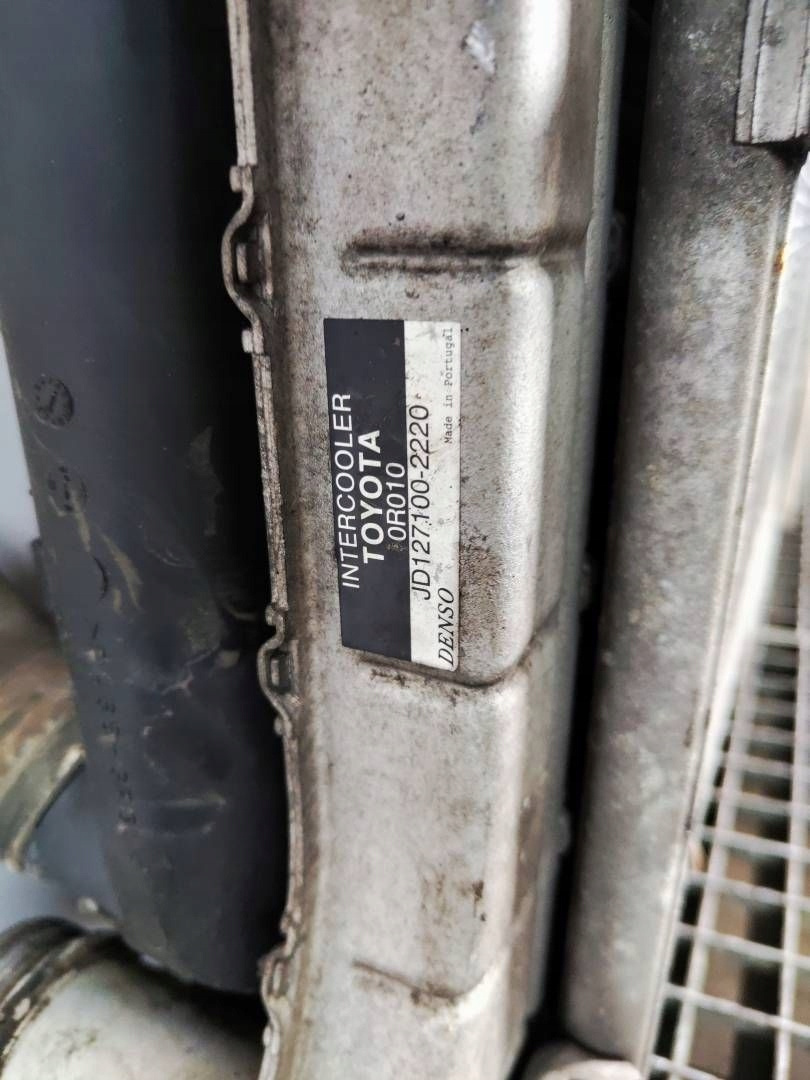 INTERCOOLER
TOYOTA
0R010
JD127100-2220
DENSO
Made in Portugal